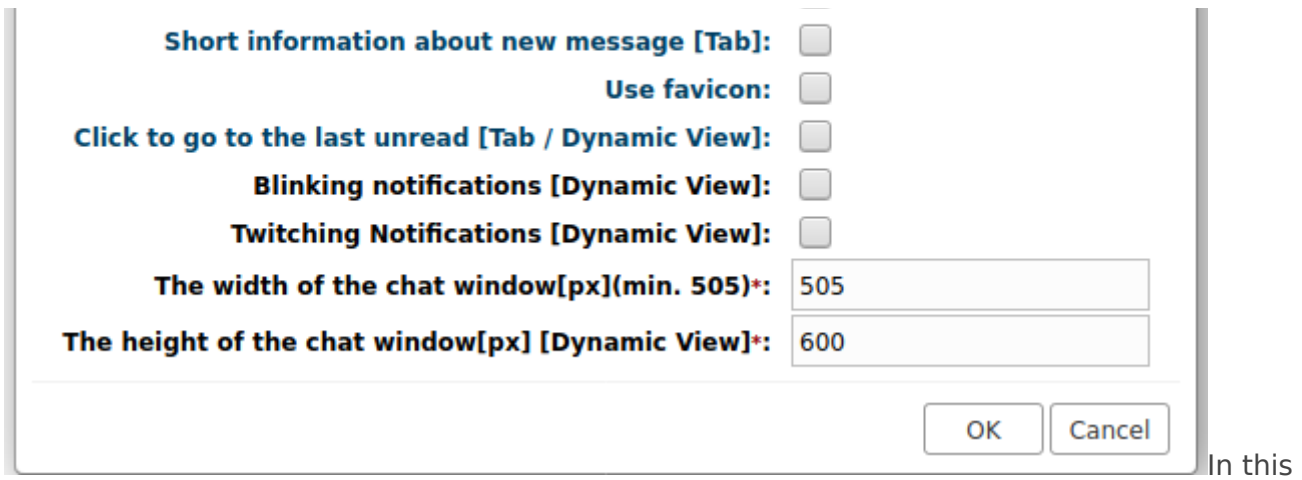 Short information about new message [Tab]:
Use favicon:
Click to go to the last unread [Tab / Dynamic View]:
Blinking notifications [Dynamic View]:
Twitching Notifications [Dynamic View]:
The width of the chat window[px](min. 505)*: 505
The height of the chat window[px] [Dynamic View]*: 600
OK Cancel
In this